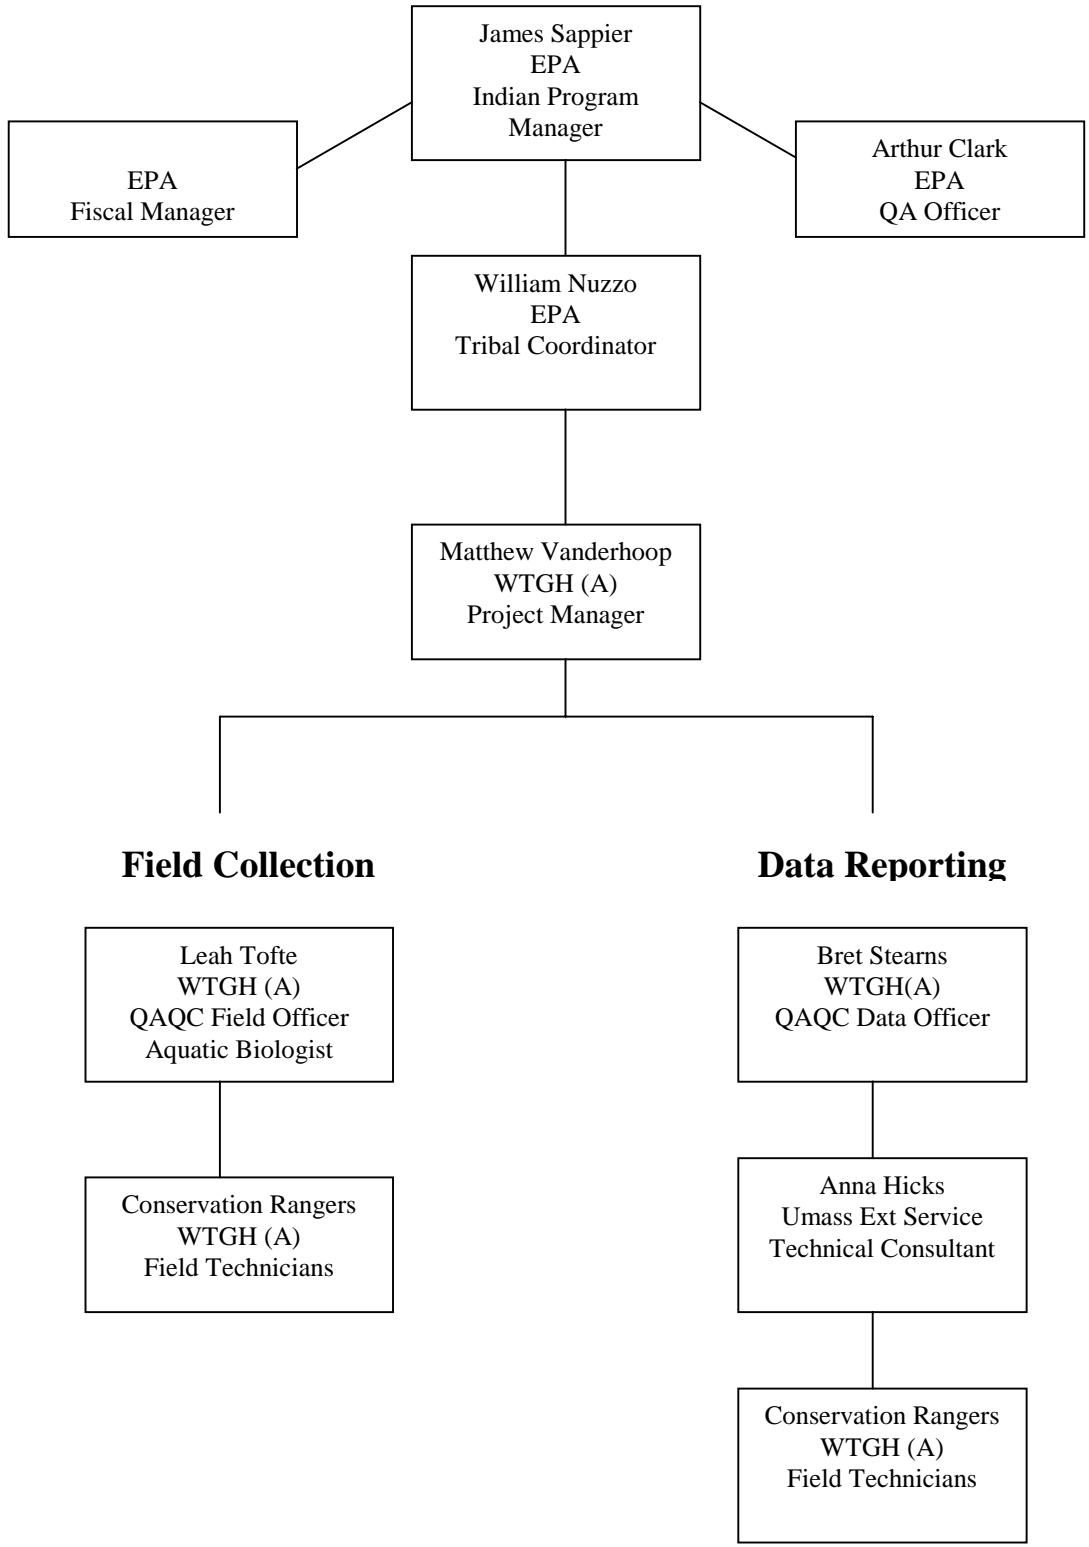 James Sappier
EPA
Indian Program
Manager
EPA
Fiscal Manager
Arthur Clark
EPA
QA Officer
William Nuzzo
EPA
Tribal Coordinator
Matthew Vanderhoop
WTGH (A)
Project Manager
Field Collection
Leah Tofte
WTGH (A)
QAQC Field Officer
Aquatic Biologist
Conservation Rangers
WTGH (A)
Field Technicians
Data Reporting
Bret Stearns
WTGH(A)
QAQC Data Officer
Anna Hicks
Umass Ext Service
Technical Consultant
Conservation Rangers
WTGH (A)
Field Technicians